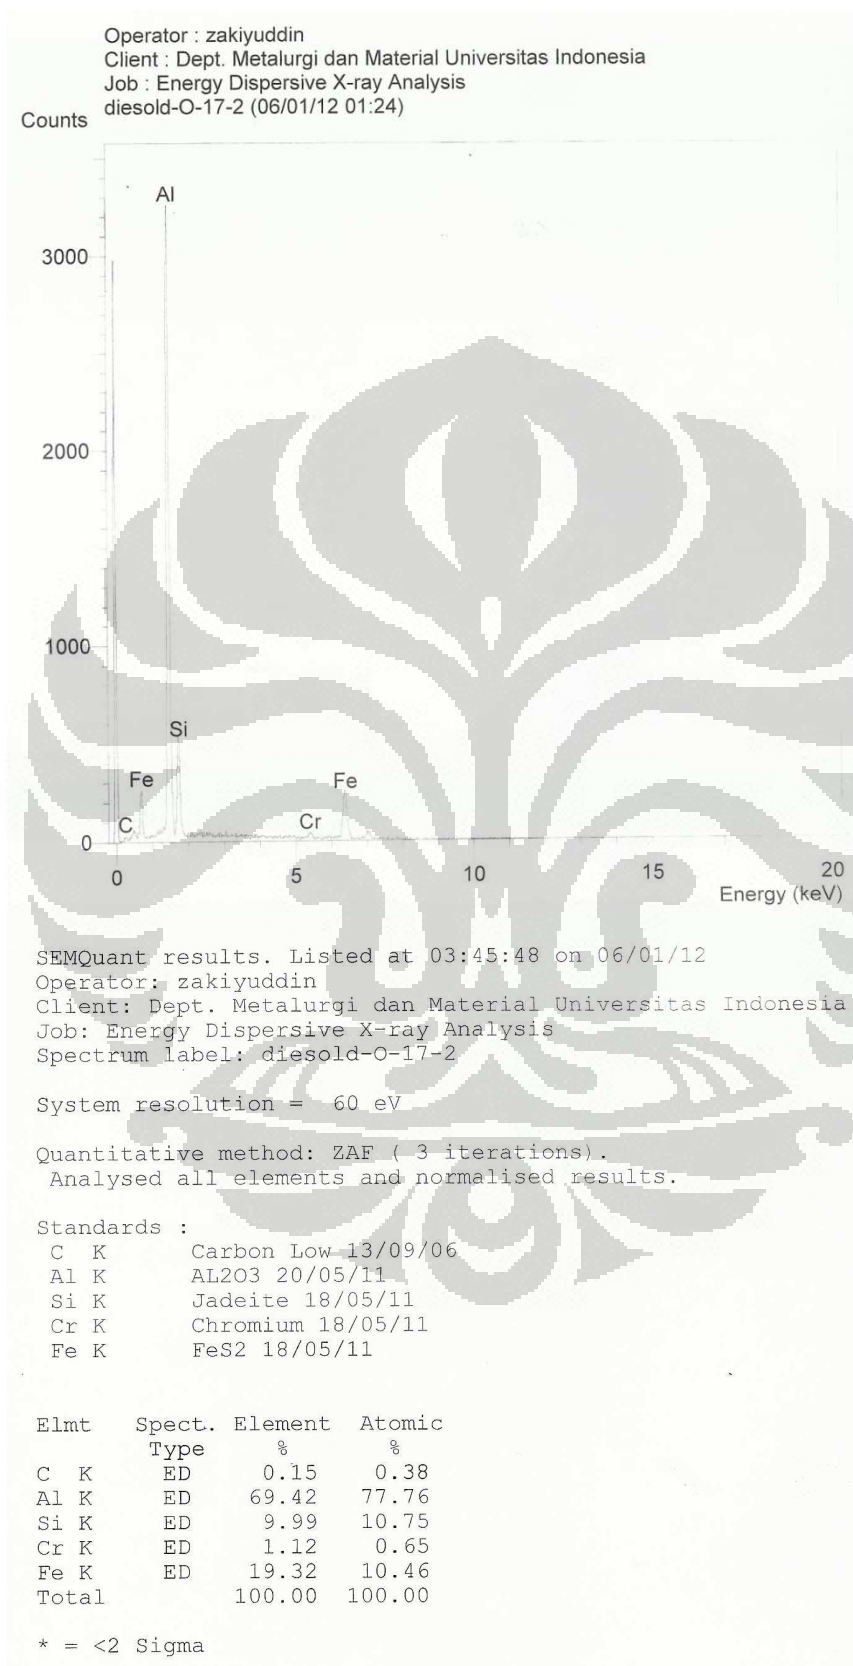 Operator : zakiyuddin
Client : Dept. Metalurgi dan Material Universitas Indonesia
Job : Energy Dispersive X-ray Analysis
diesold-O-17-2 (06/01/12 01:24)
Counts
Al
3000
2000
1000
Si
Fe
Fe
C
Cr
0
0
5
10
15
20
Energy (keV)
SEMQuant results. Listed at 03:45:48 on 06/01/12
Operator: zakiyuddin
Client: Dept. Metalurgi dan Material Universitas Indonesia
Job: Energy Dispersive X-ray Analysis
Spectrum label: diesold-O-17-2
System resolution = 60 eV
Quantitative method: ZAF ( 3 iterations).
Analysed all elements and normalised results.
Standards :
C K Carbon Low 13/09/06
Al K AL2O3 20/05/11
Si K Jadeite 18/05/11
Cr K Chromium 18/05/11
Fe K FeS2 18/05/11
Elmt Spect. Element Atomic
Type % %
C K ED 0.15 0.38
Al K ED 69.42 77.76
Si K ED 9.99 10.75
Cr K ED 1.12 0.65
Fe K ED 19.32 10.46
Total 100.00 100.00
* = <2 Sigma